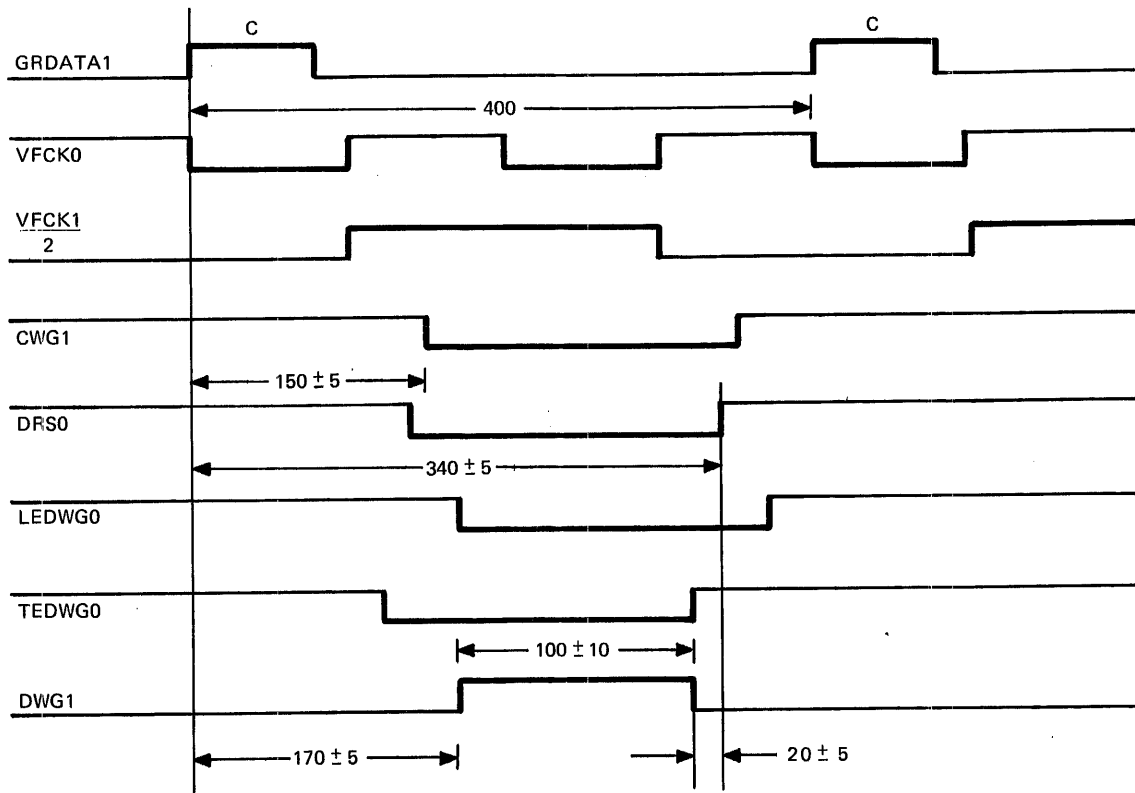 C C
GRDATA1
400
VFCK0
VFCK1
2
CWG1
150 ± 5
DRS0
340 ± 5
LEDWG0
TEDWG0
100 ± 10
DWG1
170 ± 5 20 ± 5